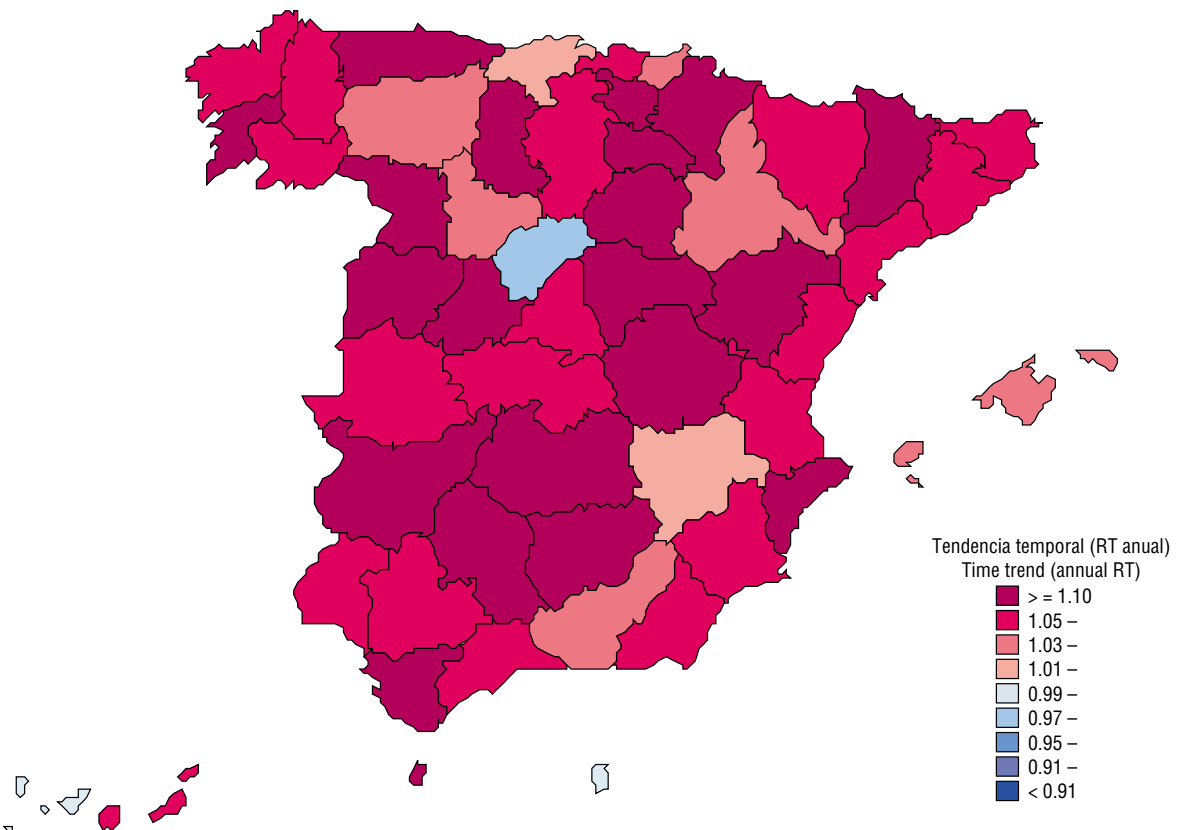 Tendencia temporal (RT anual)
Time trend (annual RT)
> = 1.10
1.05 –
1.03 –
1.01 –
0.99 –
0.97 –
0.95 –
0.91 –
< 0.91